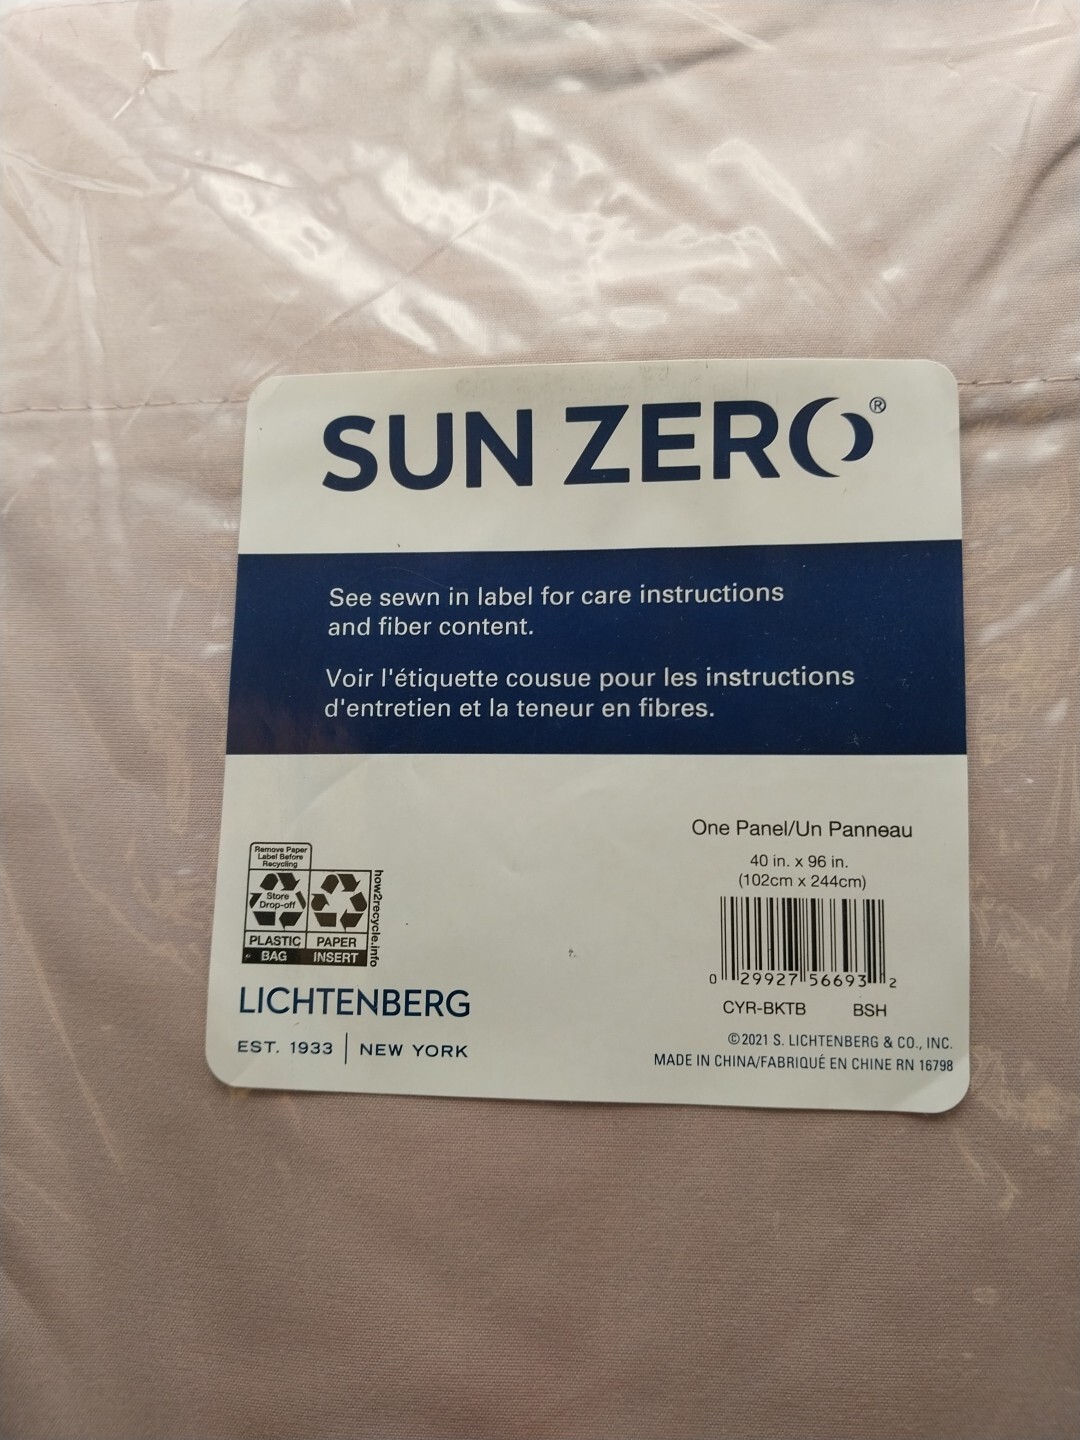 SUN ZERO®
See sewn in label for care instructions
and fiber content.
Voir l'étiquette cousue pour les instructions
d'entretien et la teneur en fibres.
One Panel/Un Panneau
40 in. x 96 in.
(102cm x 244cm)
0 29927 56693 2
CYR-BKTB BSH
©2021 S. LICHTENBERG & CO., INC.
MADE IN CHINA/FABRIQUÉ EN CHINE RN 16798
Remove Paper
Label Before
Recycling
Store
Drop-off
PLASTIC
BAG
PAPER
INSERT
how2recycle.info
LICHTENBERG
EST. 1933 | NEW YORK